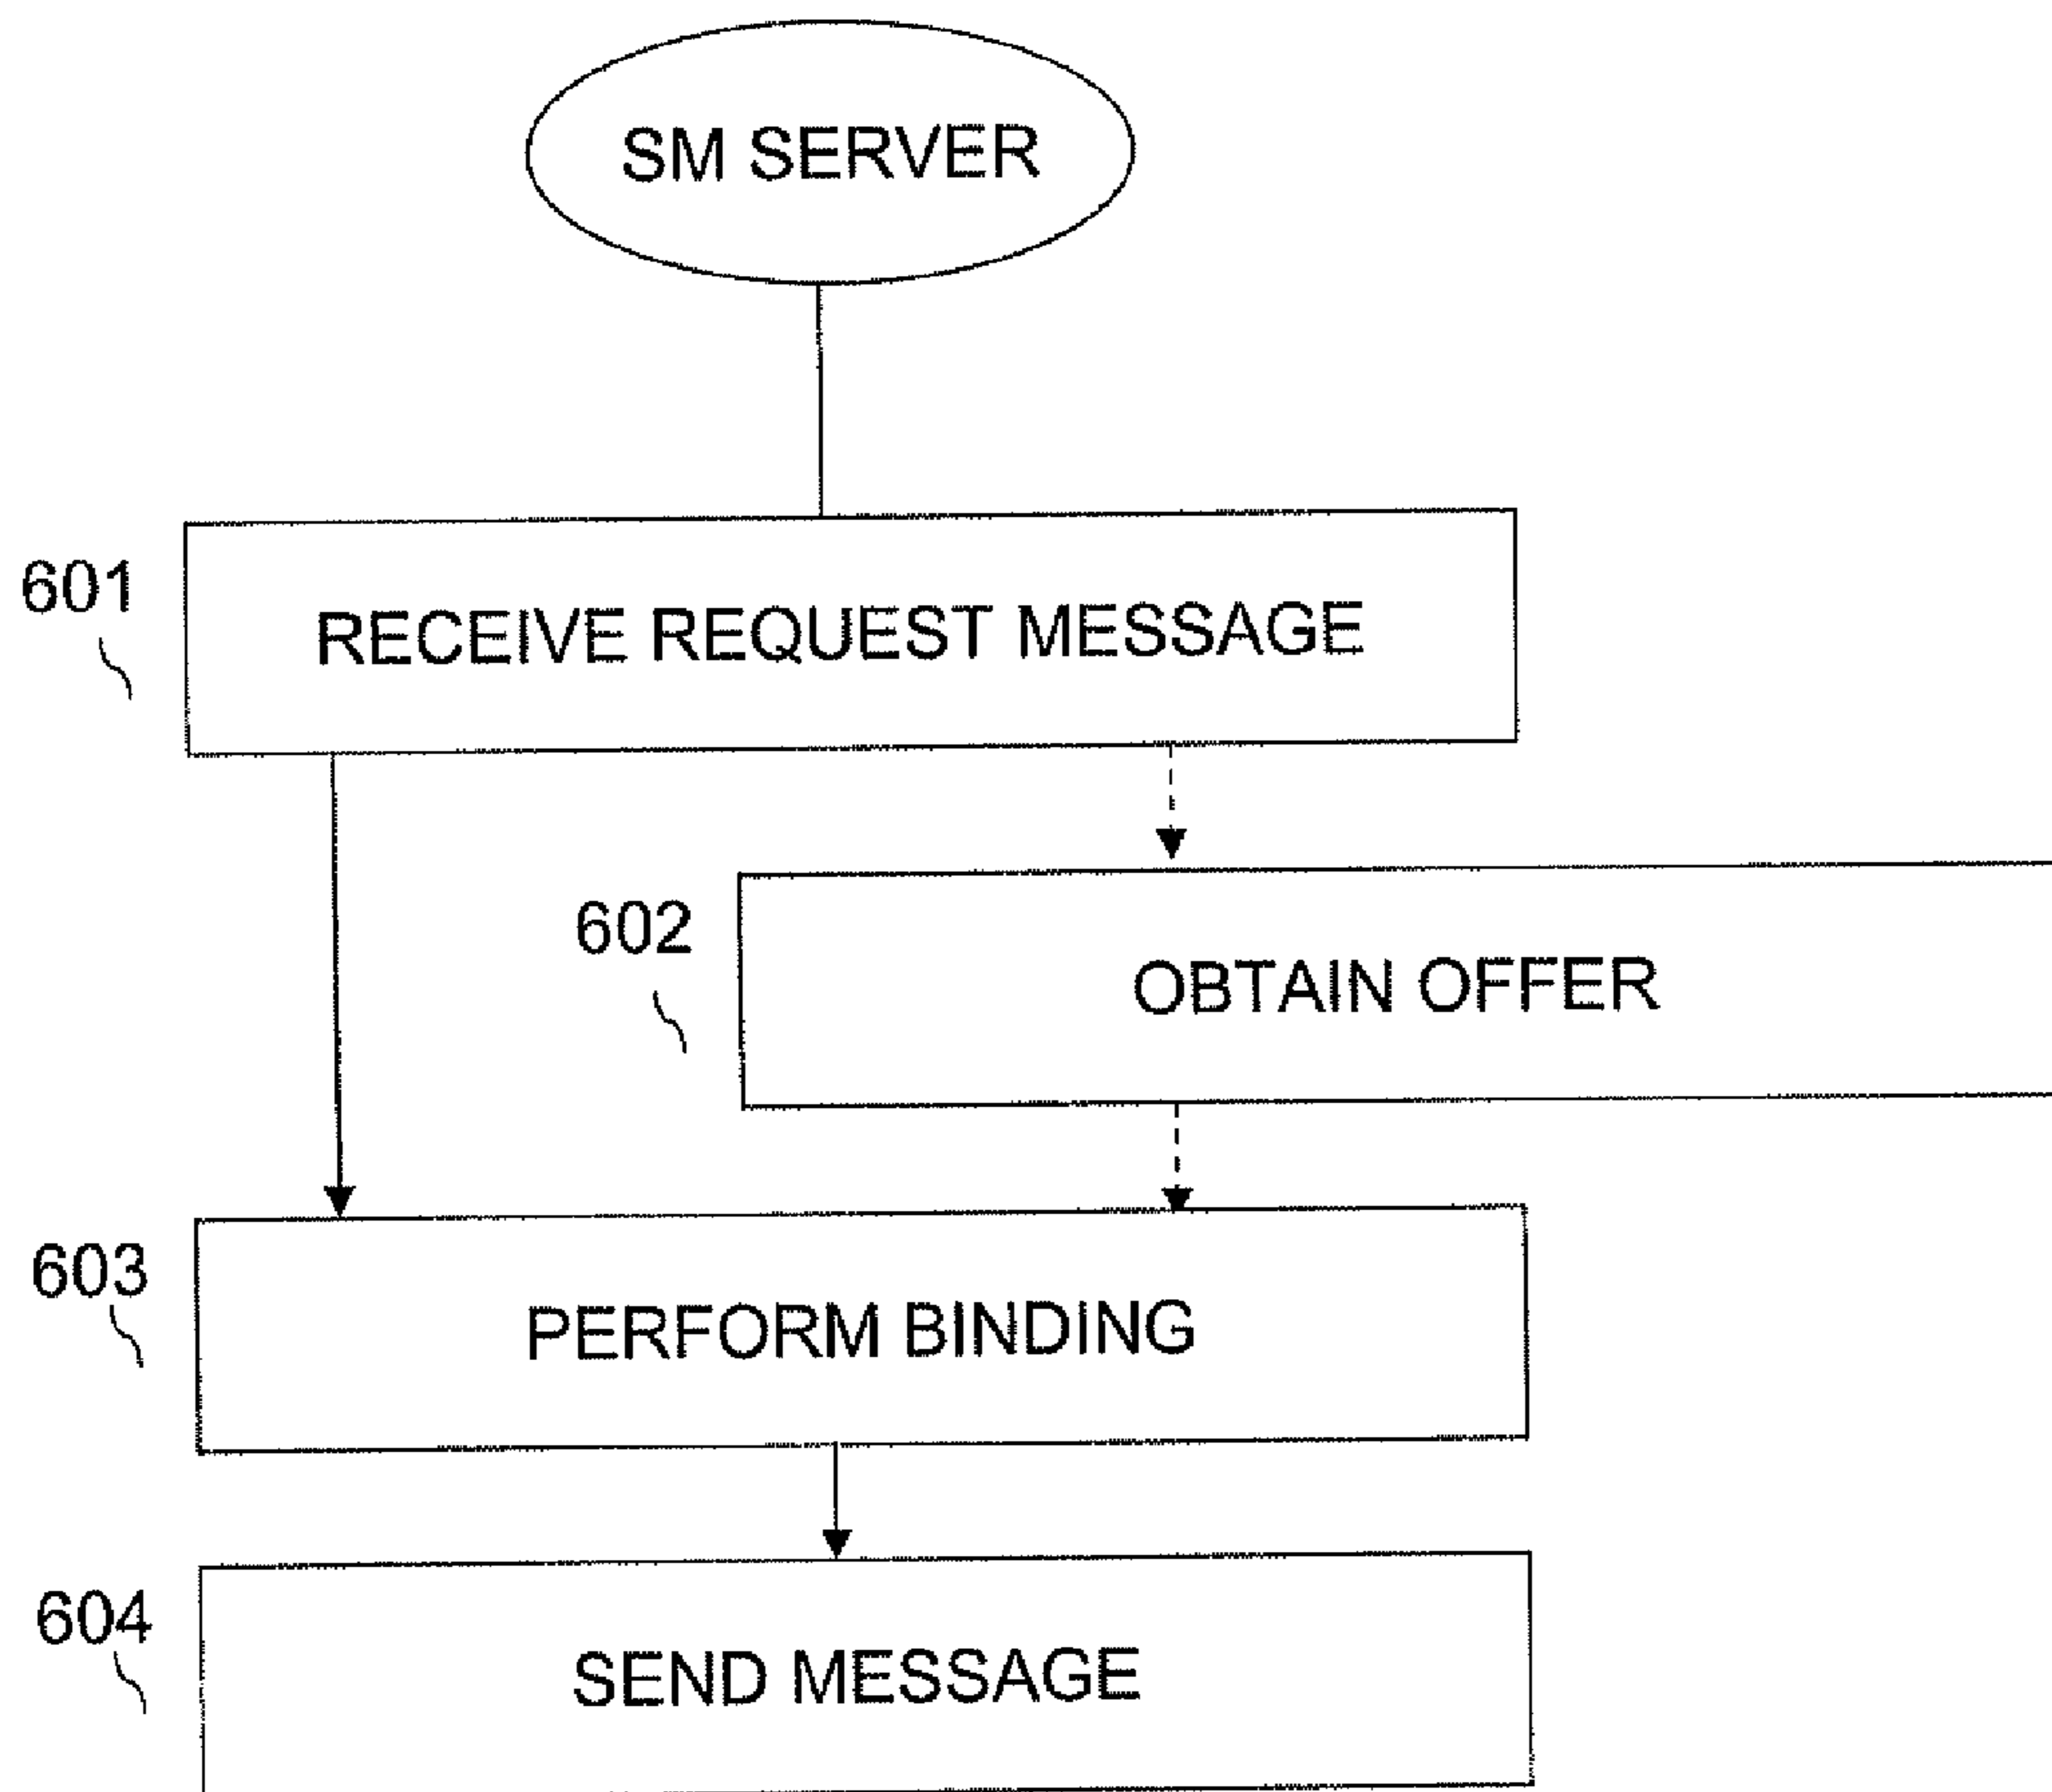 SM SERVER
601
RECEIVE REQUEST MESSAGE
602
OBTAIN OFFER
603
PERFORM BINDING
604
SEND MESSAGE